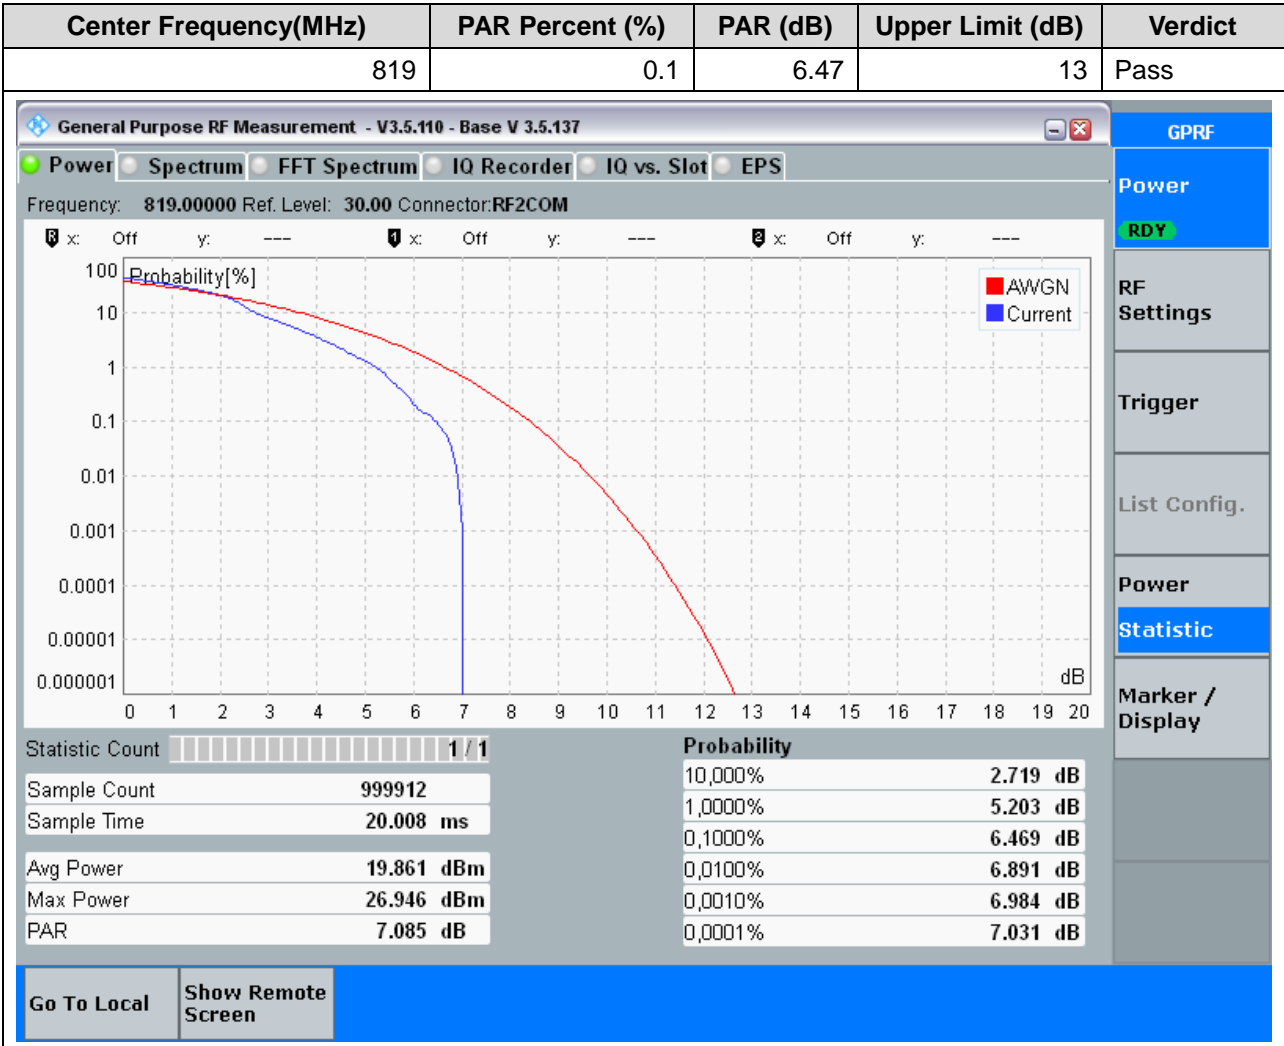 Center Frequency(MHz) PAR Percent (%) PAR (dB) Upper Limit (dB) Verdict
819 0.1 6.47 13 Pass
General Purpose RF Measurement - V3.5.110 - Base V 3.5.137
GPRF
Power Spectrum FFT Spectrum IQ Recorder IQ vs. Slot EPS
Frequency: 819.00000 Ref. Level: 30.00 Connector:RF2COM
R x: Off y: --- 1 x: Off y: --- 2 x: Off y: ---
Probability[%]
AWGN
Current
100
10
1
0.1
0.01
0.001
0.0001
0.00001
0.000001
dB
0 1 2 3 4 5 6 7 8 9 10 11 12 13 14 15 16 17 18 19 20
Statistic Count 1 / 1
Sample Count 999912
Sample Time 20.008 ms
Avg Power 19.861 dBm
Max Power 26.946 dBm
PAR 7.085 dB
Probability
10,000% 2.719 dB
1,0000% 5.203 dB
0,1000% 6.469 dB
0,0100% 6.891 dB
0,0010% 6.984 dB
0,0001% 7.031 dB
Power
RDY
RF
Settings
Trigger
List Config.
Power
Statistic
Marker /
Display
Go To Local
Show Remote
Screen